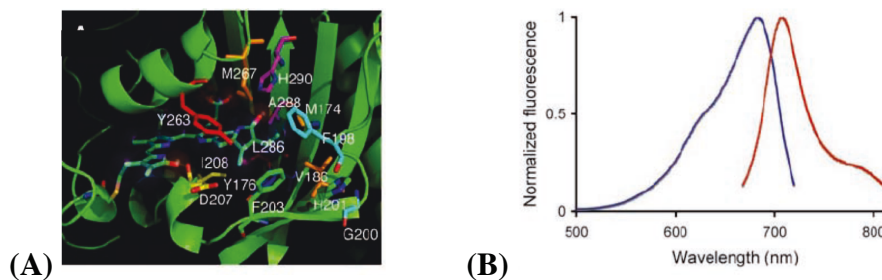 A
M267
H290
A288
M174
Y263
F198
L286
I208
V186
Y176
D207
H201
F203
G200
(A)
(B)
Normalized fluorescence
1
0.5
0
500
600
700
800
Wavelength (nm)